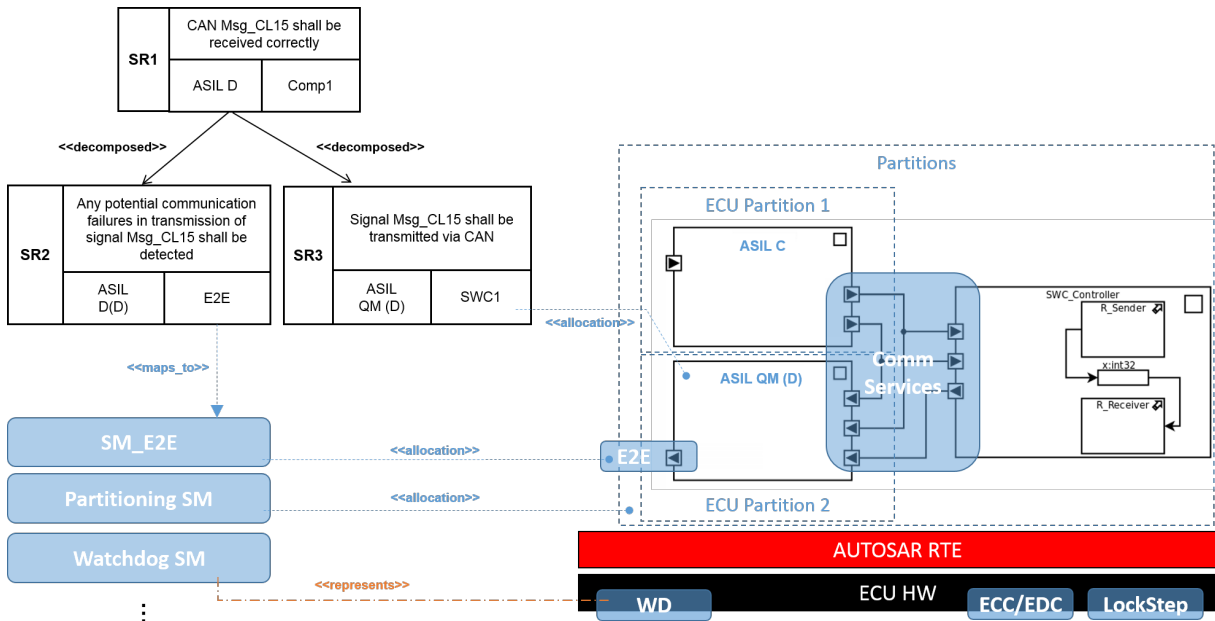 CAN Msg_CL15 shall be
received correctly
SR1
ASIL D
Comp1
<<decomposed>>
<<decomposed>>
Any potential communication
failures in transmission of
signal Msg_CL15 shall be
detected
SR2
ASIL
D(D)
E2E
Signal Msg_CL15 shall be
transmitted via CAN
SR3
ASIL
QM (D)
SWC1
<<allocation>>
<<maps_to>>
SM_E2E
<<allocation>>
Partitioning SM
<<allocation>>
Watchdog SM
<<represents>>
⋮
Partitions
ECU Partition 1
ASIL C
SWC_Controller
R_Sender
x:int32
R_Receiver
Comm
Services
ASIL QM (D)
E2E
ECU Partition 2
AUTOSAR RTE
ECU HW
WD
ECC/EDC
LockStep